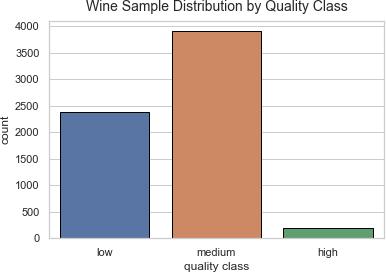 Wine Sample Distribution by Quality Class
4000
3500
3000
2500
2000
1500
1000
500
0
count
low medium high
quality class